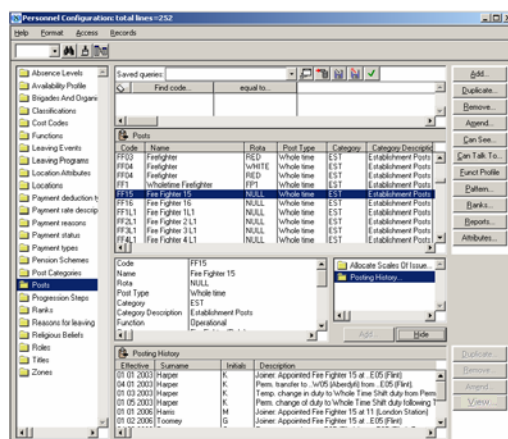 Personnel Configuration: total lines=252
Help Format Access Records
Absence Levels
Availability Profile
Brigades And Organi
Classifications
Cost Codes
Functions
Leaving Events
Leaving Programs
Location Attributes
Locations
Payment deduction ty
Payment rate descrip
Payment reasons
Payment status
Payment types
Pension Schemes
Post Categories
Posts
Progression Steps
Ranks
Reasons for leaving
Religious Beliefs
Roles
Titles
Zones
Saved queries:
Find code... equal to...
Posts
Code Name Rota Post Type Category Category Descriptio
FF03 Firefighter RED Whole time EST Establishment Posts
FF04 Firefighter WHITE Whole time EST Establishment Posts
FF04 Firefighter RED Whole time EST Establishment Posts
FF1 Wholetime Firefighter FP1 Whole time EST Establishment Posts
FF15 Fire Fighter 15 NULL Whole time EST Establishment Posts
FF16 Fire Fighter 16 NULL Whole time EST Establishment Posts
FF1L1 Fire Fighter 1 L1 NULL Whole time EST Establishment Posts
FF2L1 Fire Fighter 2 L1 NULL Whole time EST Establishment Posts
FF3L1 Fire Fighter 3 L1 NULL Whole time EST Establishment Posts
FF4L1 Fire Fighter 4 L1 NULL Whole time EST Establishment Posts
Code FF15
Name Fire Fighter 15
Rota NULL
Post Type Whole time
Category EST
Category Description Establishment Posts
Function Operational
Allocate Scales Of Issue...
Posting History...
Add... Hide
Posting History
Effective Surname Initials Description
01 01 2003 Harper K Joiner. Appointed Fire Fighter 15 at ..E05 (Flint)
04 01 2003 Harper K Perm. transfer to ..W05 (Aberdyfi) from ..E05 (Flint).
01 03 2003 Harper K Temp. change in duty to Whole Time Shift duty from Perm
01 05 2003 Harper K Perm. change of duty to Whole Time Shift duty following T
01 01 2006 Harris M Joiner. Appointed Fire Fighter 15 at 11 (London Station)
01 02 2006 Toomey G Joiner. Appointed Fire Fighter 15 at ..E05 (Flint)
Add...
Duplicate...
Remove...
Amend...
Can See...
Can Talk To...
Funct Profile
Pattern...
Ranks...
Reports...
Attributes...
Duplicate...
Remove...
Amend...
View...